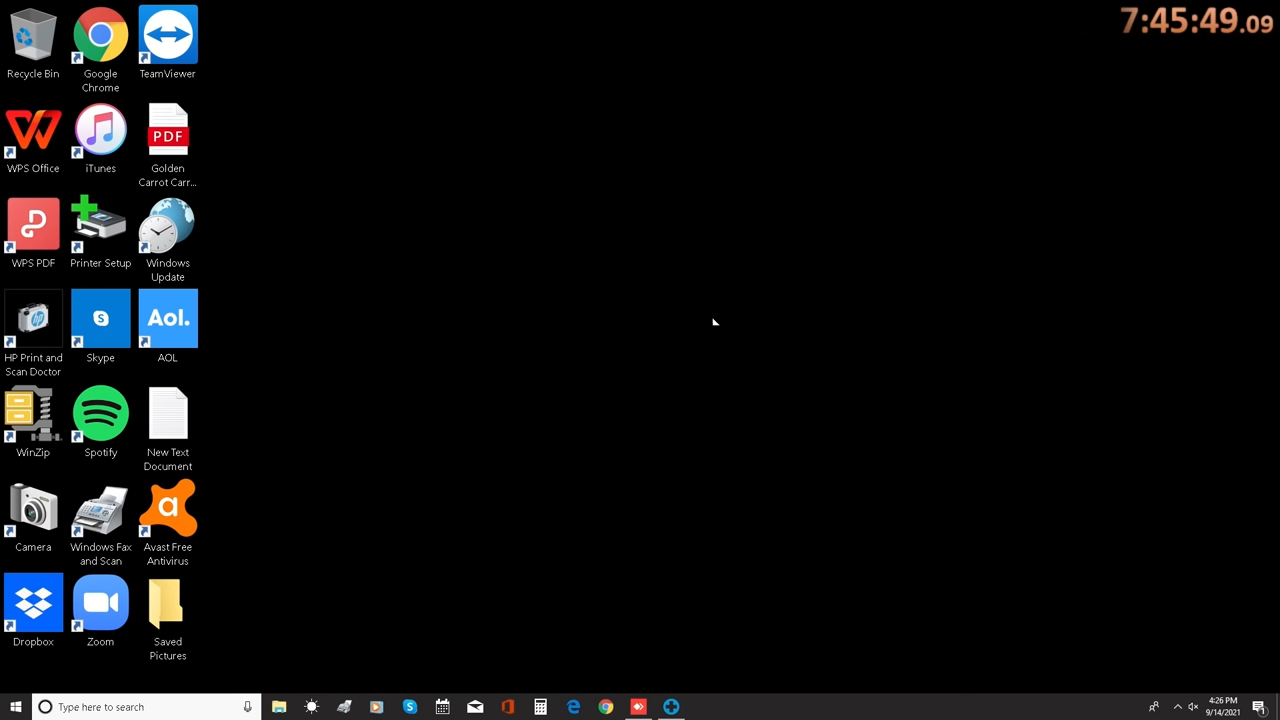 7:45:49.09
Recycle Bin
Google
Chrome
TeamViewer
WPS Office
iTunes
PDF
Golden
Carrot Carr...
WPS PDF
Printer Setup
Windows
Update
HP Print and
Scan Doctor
Skype
Aol.
AOL
WinZip
Spotify
New Text
Document
Camera
Windows Fax
and Scan
a
Avast Free
Antivirus
Dropbox
Zoom
Saved
Pictures
Type here to search
4:26 PM
9/14/2021